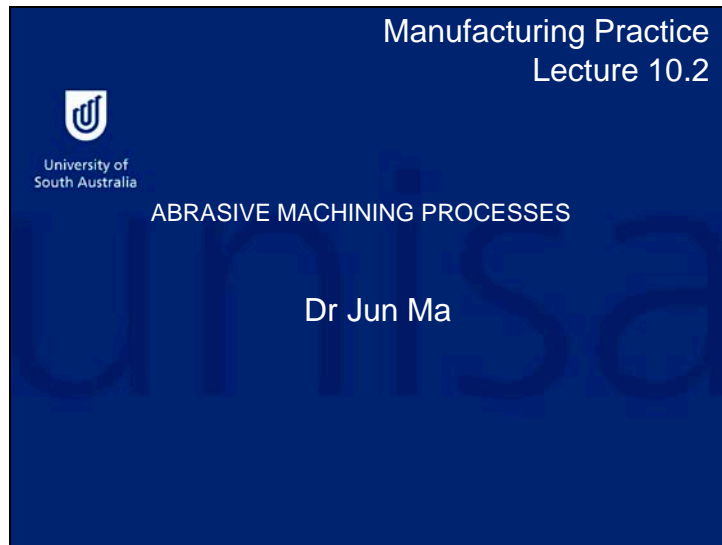 Manufacturing Practice
Lecture 10.2
University of
South Australia
ABRASIVE MACHINING PROCESSES
Dr Jun Ma
unisa